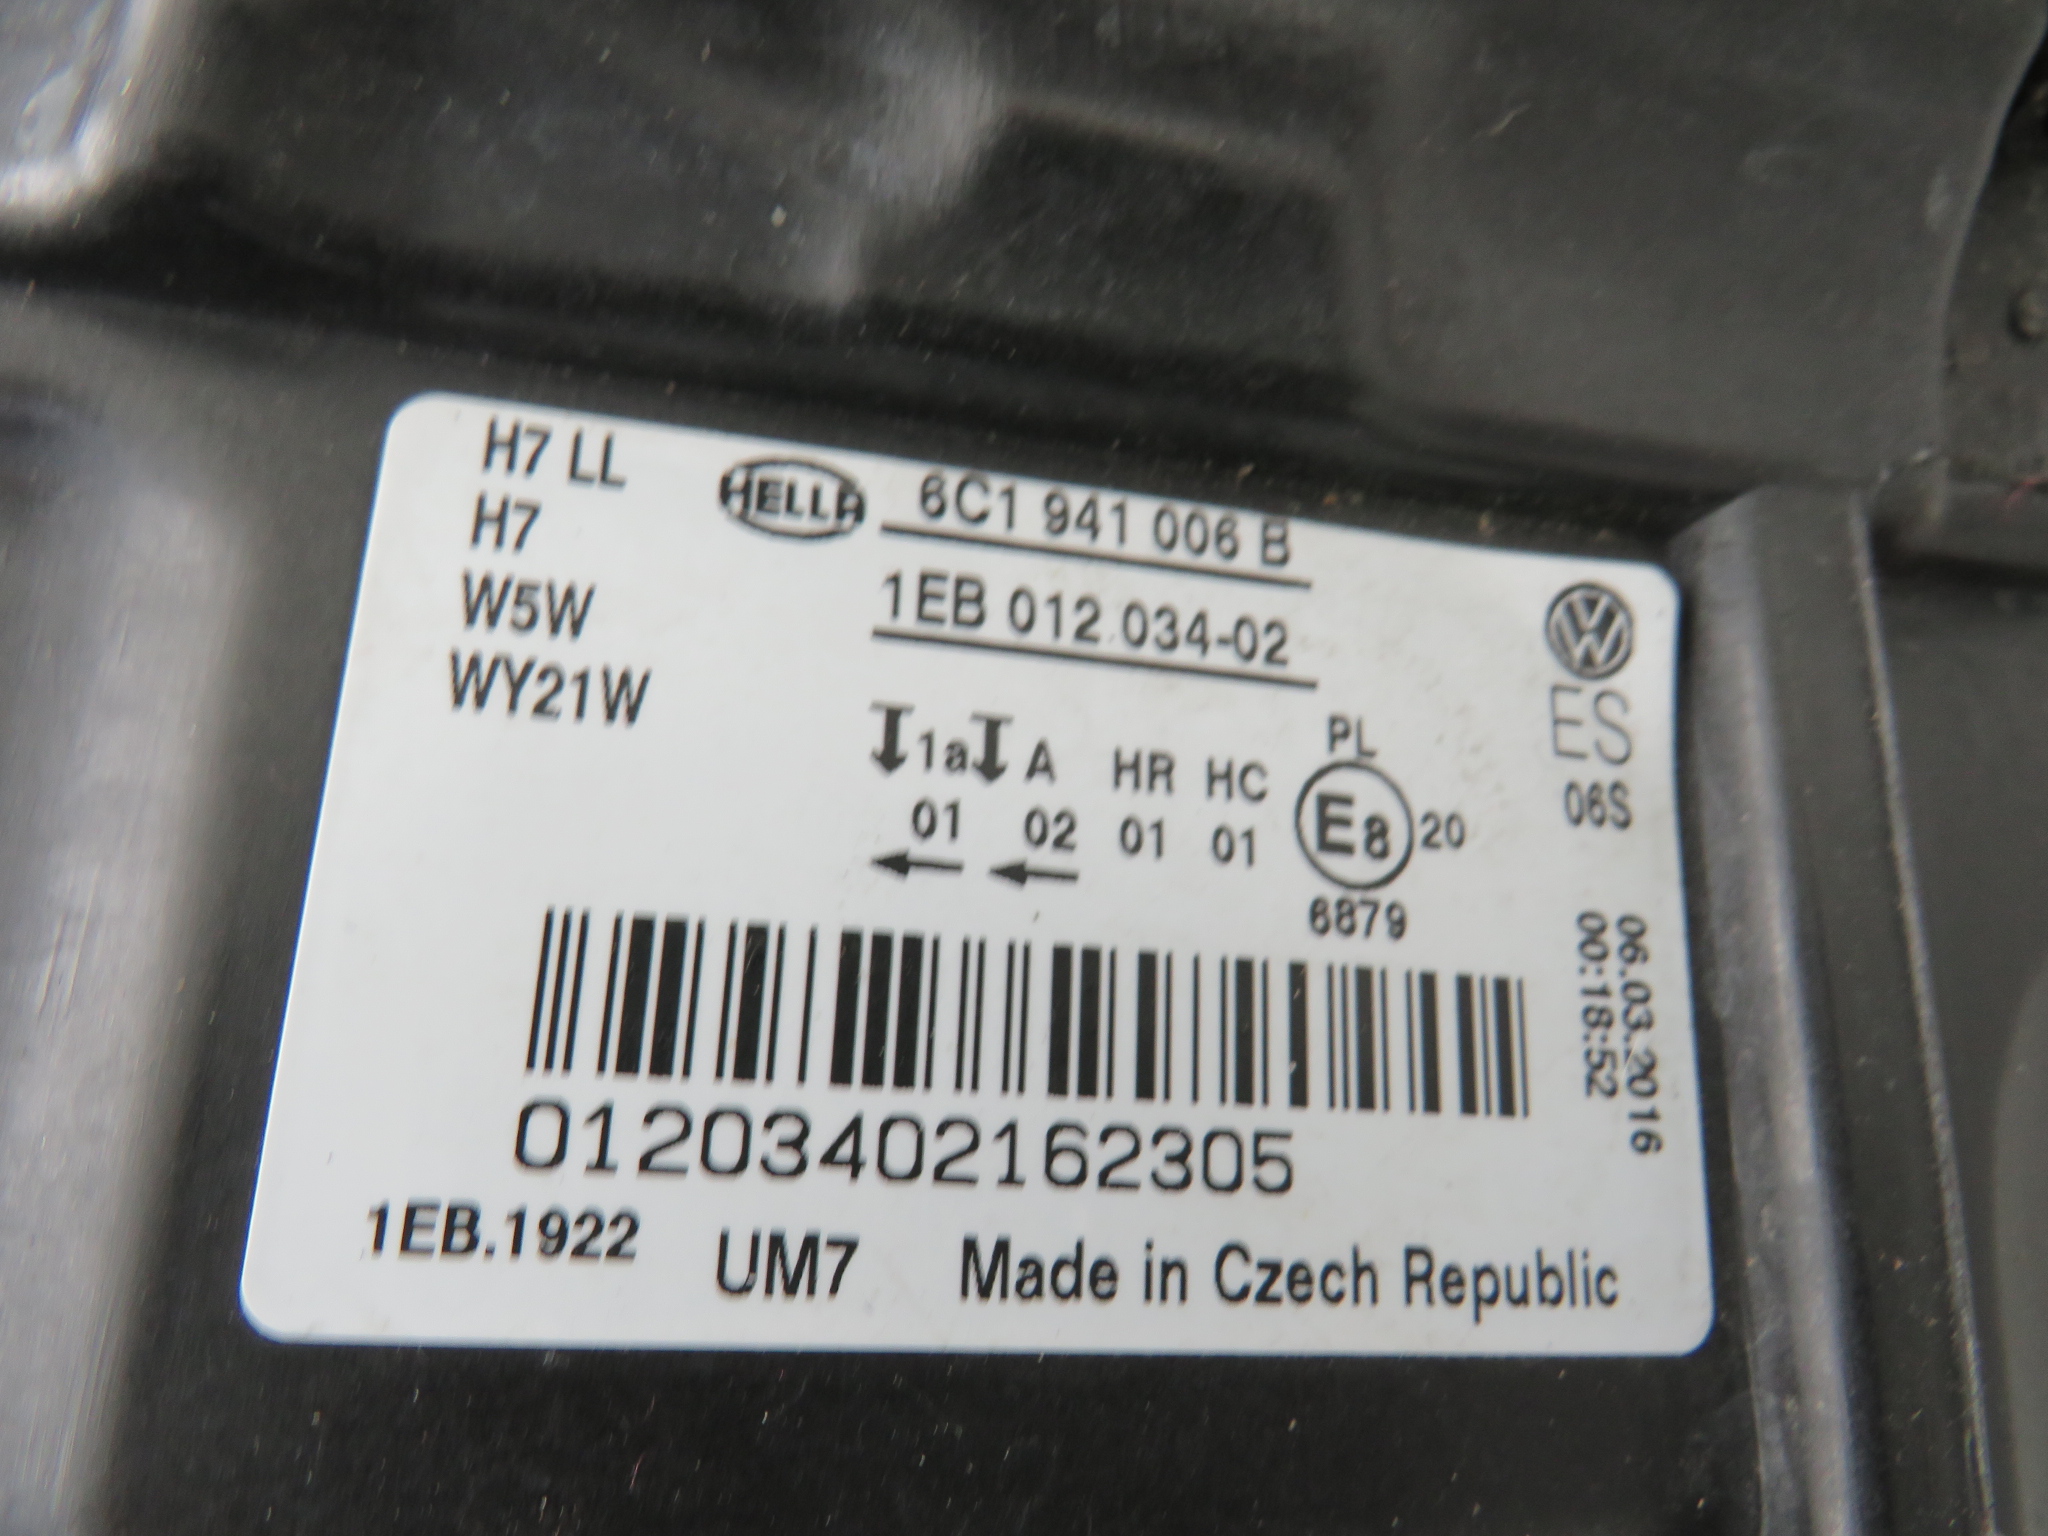 H7 LL
H7
W5W
WY21W
HELLA
6C1 941 006 B
1EB 012 034-02
1a A HR HC
01 02 01 01
PL
E8 20
6879
ES
06S
06.03.2016
00:18:52
01203402162305
1EB.1922 UM7 Made in Czech Republic